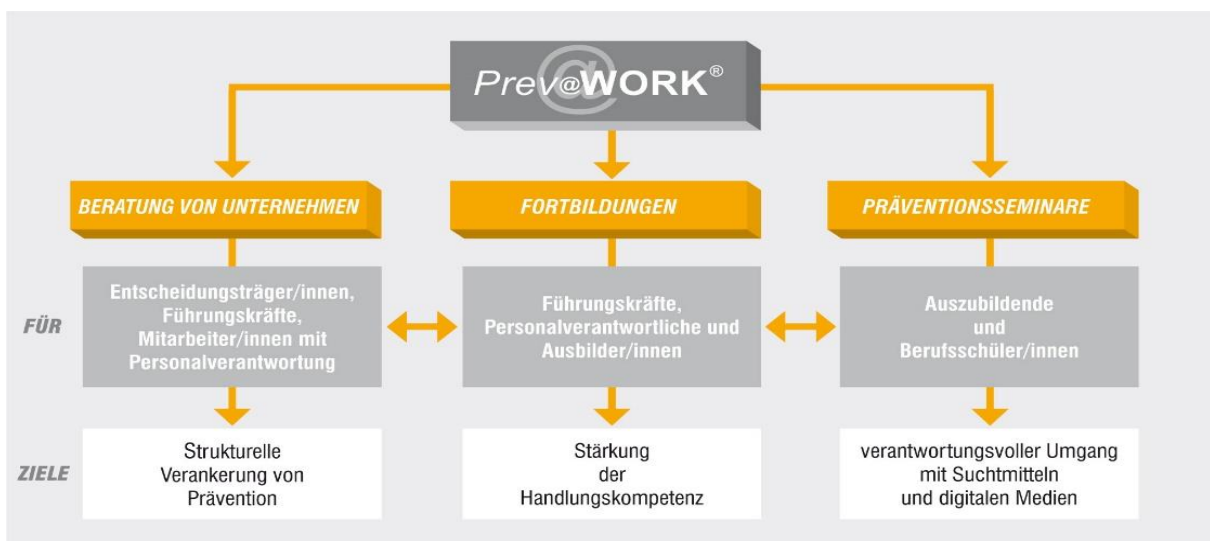 Prev@WORK®
BERATUNG VON UNTERNEHMEN
FORTBILDUNGEN
PRÄVENTIONSSEMINARE
FÜR
Entscheidungsträger/innen,
Führungskräfte,
Mitarbeiter/innen mit
Personalverantwortung
Führungskräfte,
Personalverantwortliche und
Ausbilder/innen
Auszubildende
und
Berufsschüler/innen
ZIELE
Strukturelle
Verankerung von
Prävention
Stärkung
der
Handlungskompetenz
verantwortungsvoller Umgang
mit Suchtmitteln
und digitalen Medien